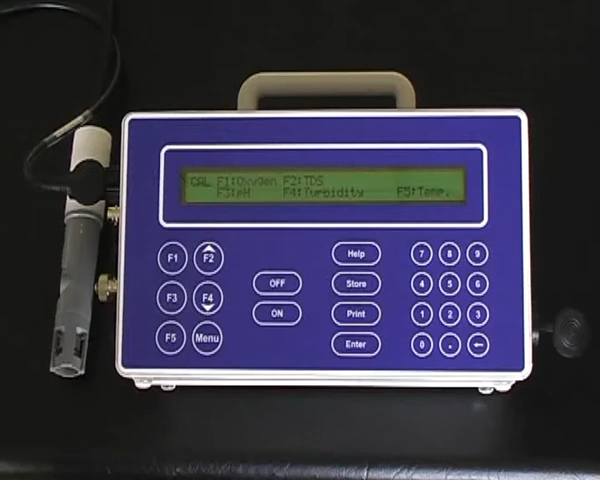 CAL F1:Oxygen F2:TDS
F3:pH F4:Turbidity F5:Temp.
F1 F2 Help 7 8 9
OFF Store 4 5 6
F3 F4 ON Print 1 2 3
F5 Menu Enter 0 . ←